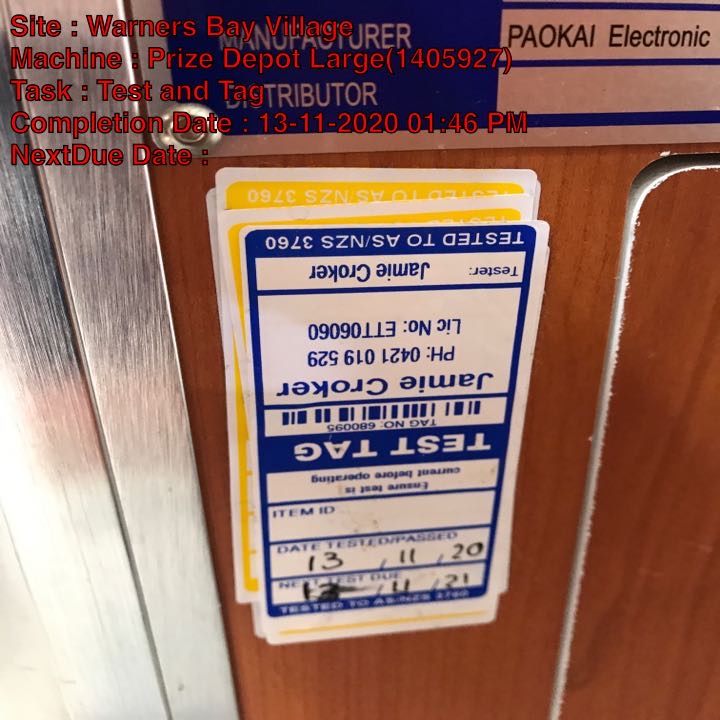 Site : Warners Bay Village
Machine : Prize Depot Large(1405927)
Task : Test and Tag
Completion Date : 13-11-2020 01:46 PM
NextDue Date :
MANUFACTURER
PAOKAI Electronic
DISTRIBUTOR
TESTED TO AS/NZS 3760
TESTED TO AS/NZS 3760
Tester: Jamie Croker
Lic No: ETT06060
PH: 0421 019 529
Jamie Croker
TAG NO: 680095
TEST TAG
Ensure test is
current before operating
ITEM ID
DATE TESTED/PASSED
13 / 11 / 20
NEXT TEST DUE
/ 11 / 21
TESTED TO AS/NZS 3760